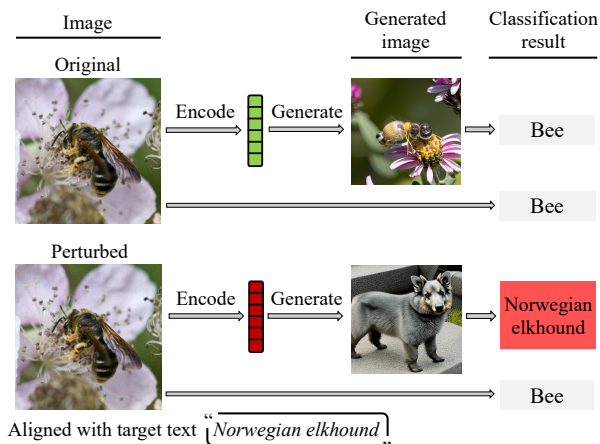 Image
Generated
image
Classification
result
Original
Encode
Generate
Bee
Bee
Perturbed
Encode
Generate
Norwegian
elkhound
Bee
Aligned with target text “Norwegian elkhound”